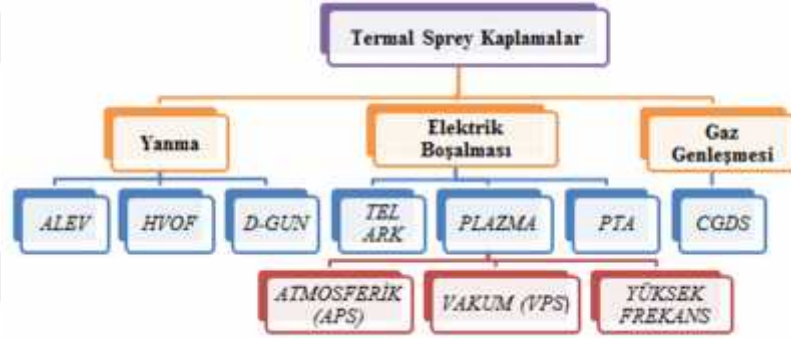 Termal Sprey Kaplamalar
Yanma
Elektrik
Boşalması
Gaz
Genleşmesi
ALEV
HVOF
D-GUN
TEL
ARK
PLAZMA
PTA
CGDS
ATMOSFERİK
(APS)
VAKUM (VPS)
YÜKSEK
FREKANS